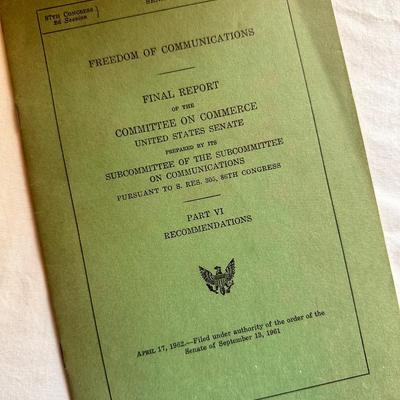 87TH CONGRESS
2d Session
FREEDOM OF COMMUNICATIONS
FINAL REPORT
OF THE
COMMITTEE ON COMMERCE
UNITED STATES SENATE
PREPARED BY ITS
SUBCOMMITTEE OF THE SUBCOMMITTEE
ON COMMUNICATIONS
PURSUANT TO S. RES. 305, 86TH CONGRESS
PART VI
RECOMMENDATIONS
APRIL 17, 1962.—Filed under authority of the order of the
Senate of September 13, 1961